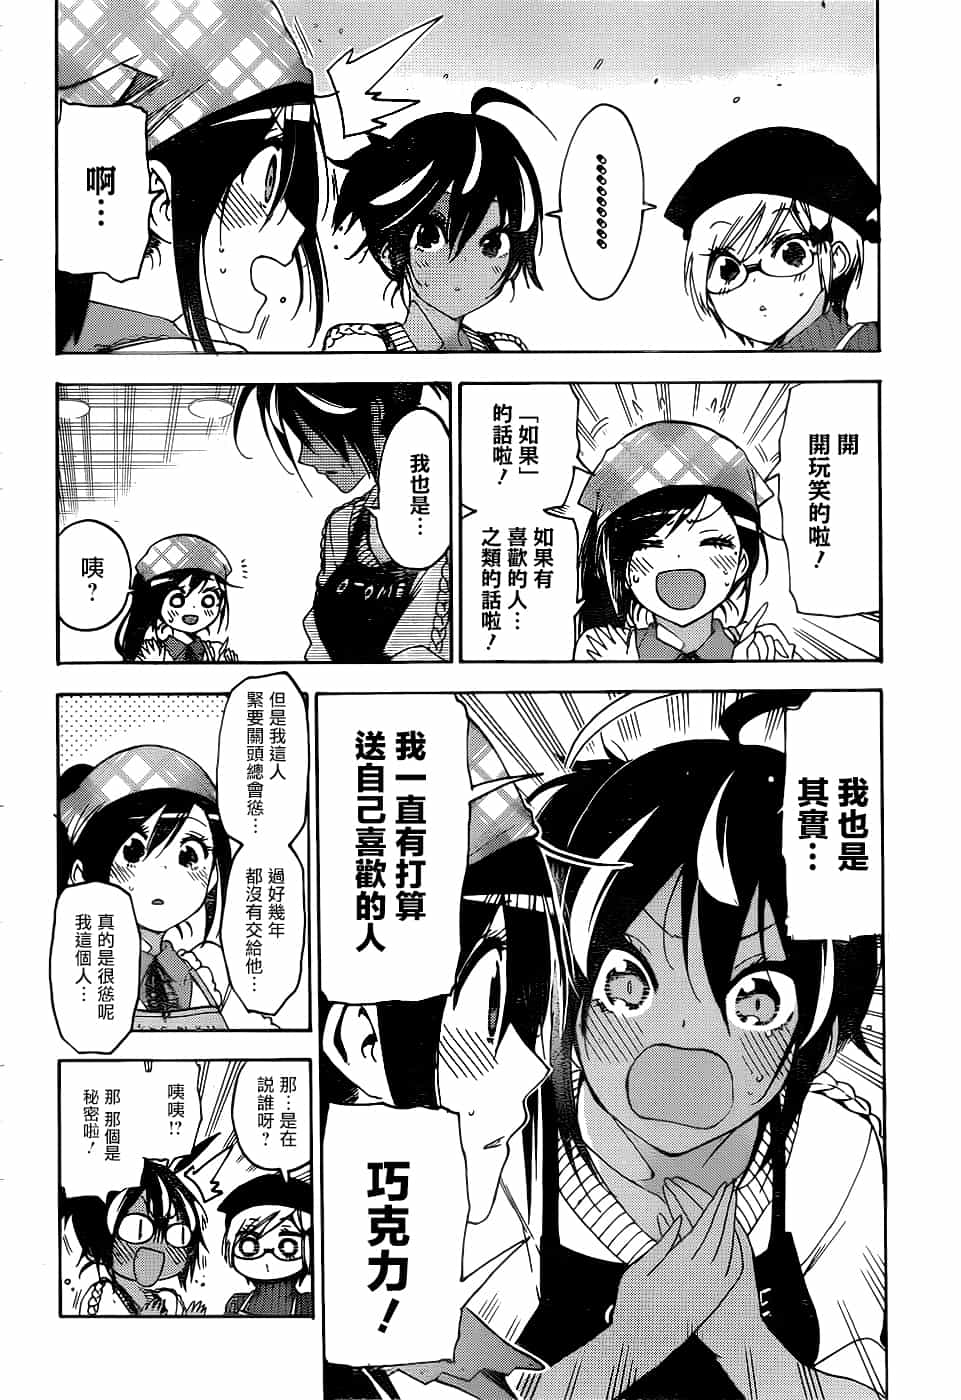 ………
啊…
開
開玩笑的啦！
如果有
喜歡的人…
之類的話啦！
「如果」
的話啦！
我也是…
咦？
我也是
其實…
我一直有打算
送自己喜歡的人
巧克力！
但是我這人
緊要關頭總會慫…
過好幾年
都沒有交給他…
真的是很慫呢
我這個人…
那…是在
說誰呀？
咦咦!?
那 那個是
秘密啦！